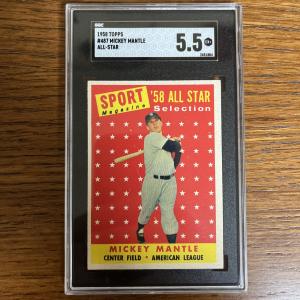 SGC
1958 TOPPS
#487 MICKEY MANTLE
ALL-STAR
5.5
SPORT
Magazine
'58 ALL STAR
Selection
MICKEY MANTLE
CENTER FIELD · AMERICAN LEAGUE